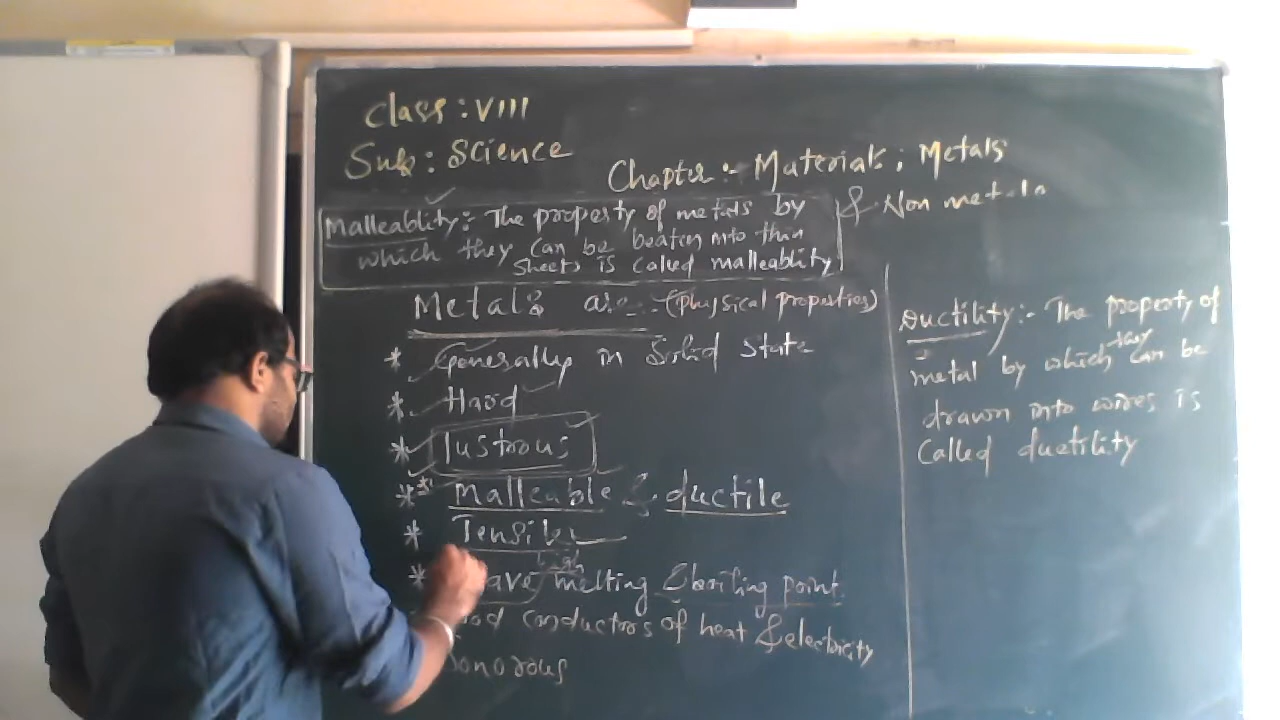 Class : VIII
Sub : Science
Chapter :- Materials ; Metals
& Non metals
Malleablity : The property of metals by
which they can be beaten into thin
sheets is called malleablity
Metals are - (physical properties)
* Generally in Solid state
* Hard
* lustrous
* Malleable & ductile
* Tensile
high
* Have melting & boiling point
conductors of heat & electricity
sonorous
Ductility :- The property of
they
metal by which can be
drawn into wires is
Called ductility